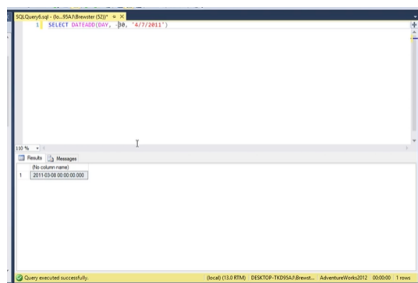 SQLQuery6.sql - (lo...95AJ\Brewster (52))*
1 SELECT DATEADD(DAY, -30, '4/7/2011')
110 %
Results Messages
(No column name)
1 2011-03-08 00:00:00.000
Query executed successfully. (local) (13.0 RTM) DESKTOP-TKD95AJ\Brewst... AdventureWorks2012 00:00:00 1 rows